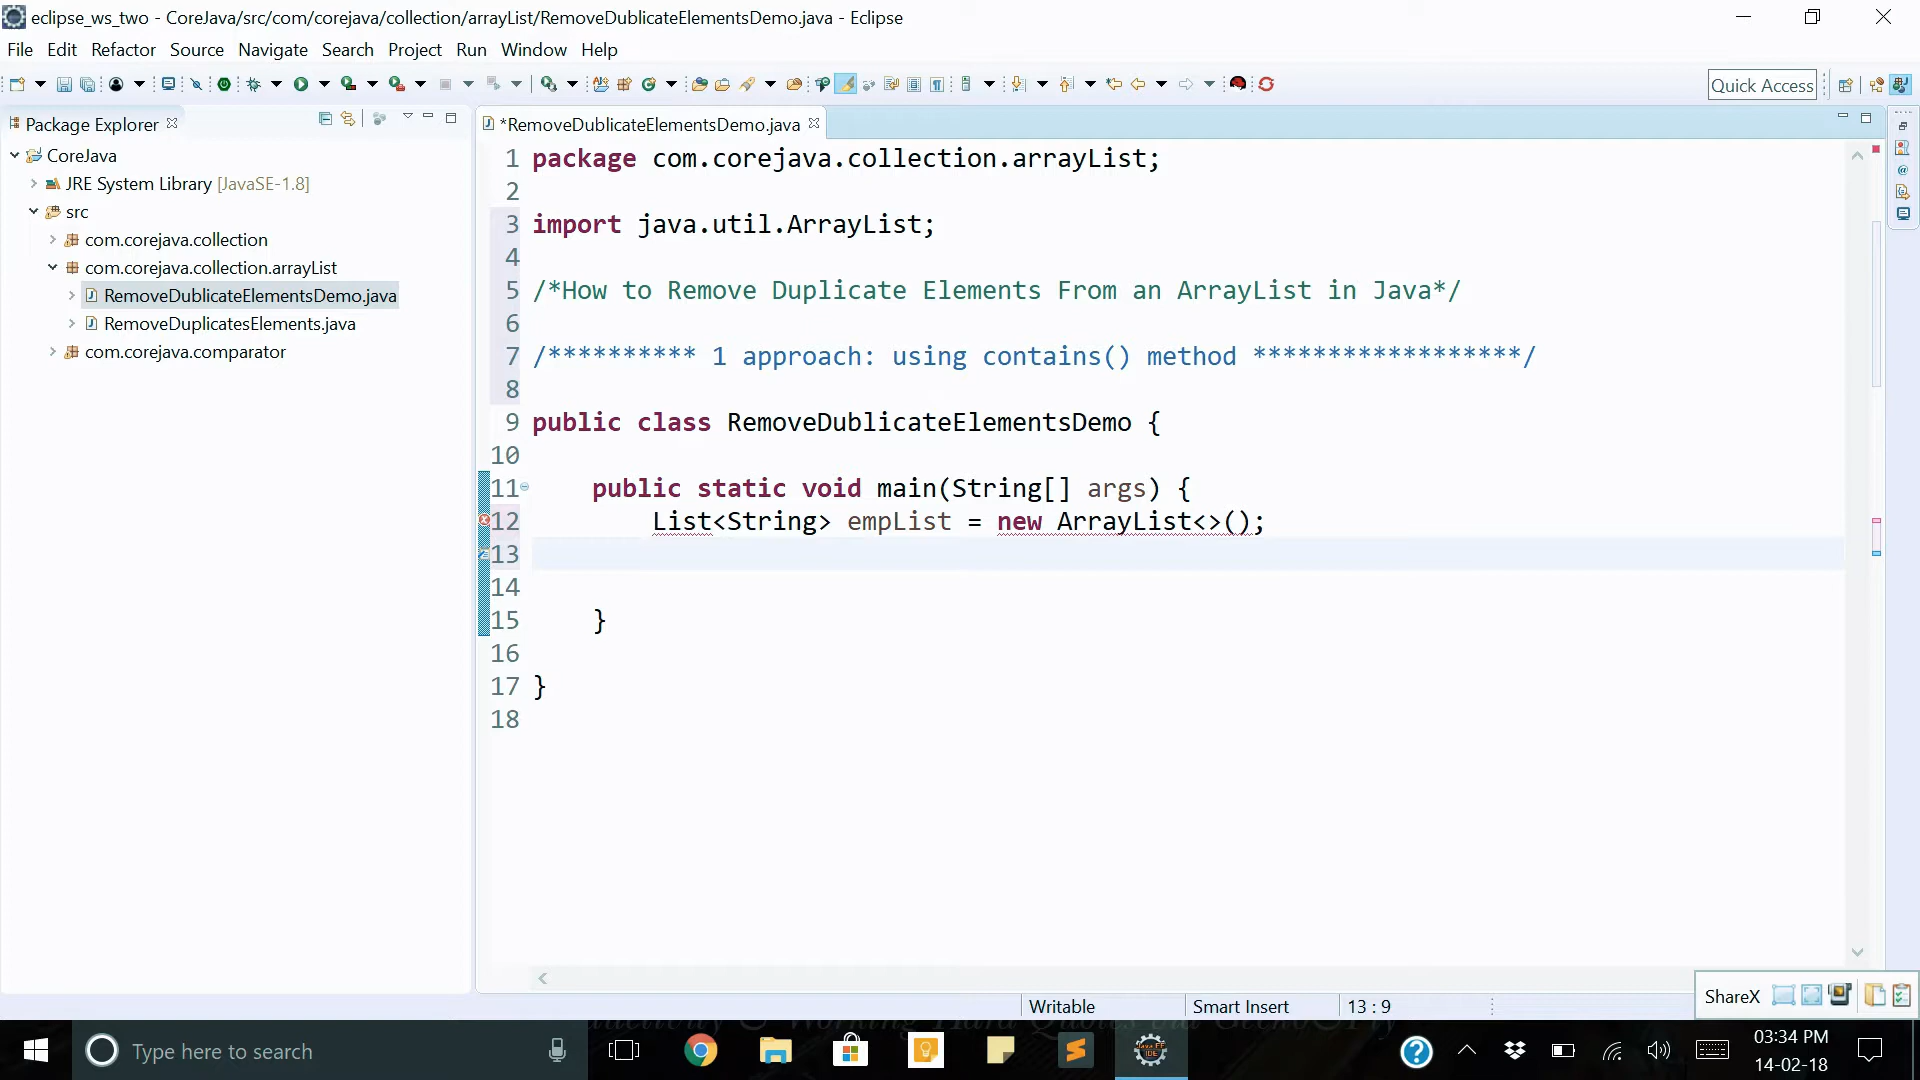 eclipse_ws_two - CoreJava/src/com/corejava/collection/arrayList/RemoveDublicateElementsDemo.java - Eclipse
File Edit Refactor Source Navigate Search Project Run Window Help
Quick Access
Package Explorer
CoreJava
JRE System Library [JavaSE-1.8]
src
com.corejava.collection
com.corejava.collection.arrayList
RemoveDublicateElementsDemo.java
RemoveDuplicatesElements.java
com.corejava.comparator
*RemoveDublicateElementsDemo.java
1 package com.corejava.collection.arrayList;
2
3 import java.util.ArrayList;
4
5 /*How to Remove Duplicate Elements From an ArrayList in Java*/
6
7 /********** 1 approach: using contains() method ******************/
8
9 public class RemoveDublicateElementsDemo {
10
11 public static void main(String[] args) {
12 List<String> empList = new ArrayList<>();
13
14
15 }
16
17 }
18
Writable Smart Insert 13 : 9
ShareX
Type here to search
03:34 PM
14-02-18